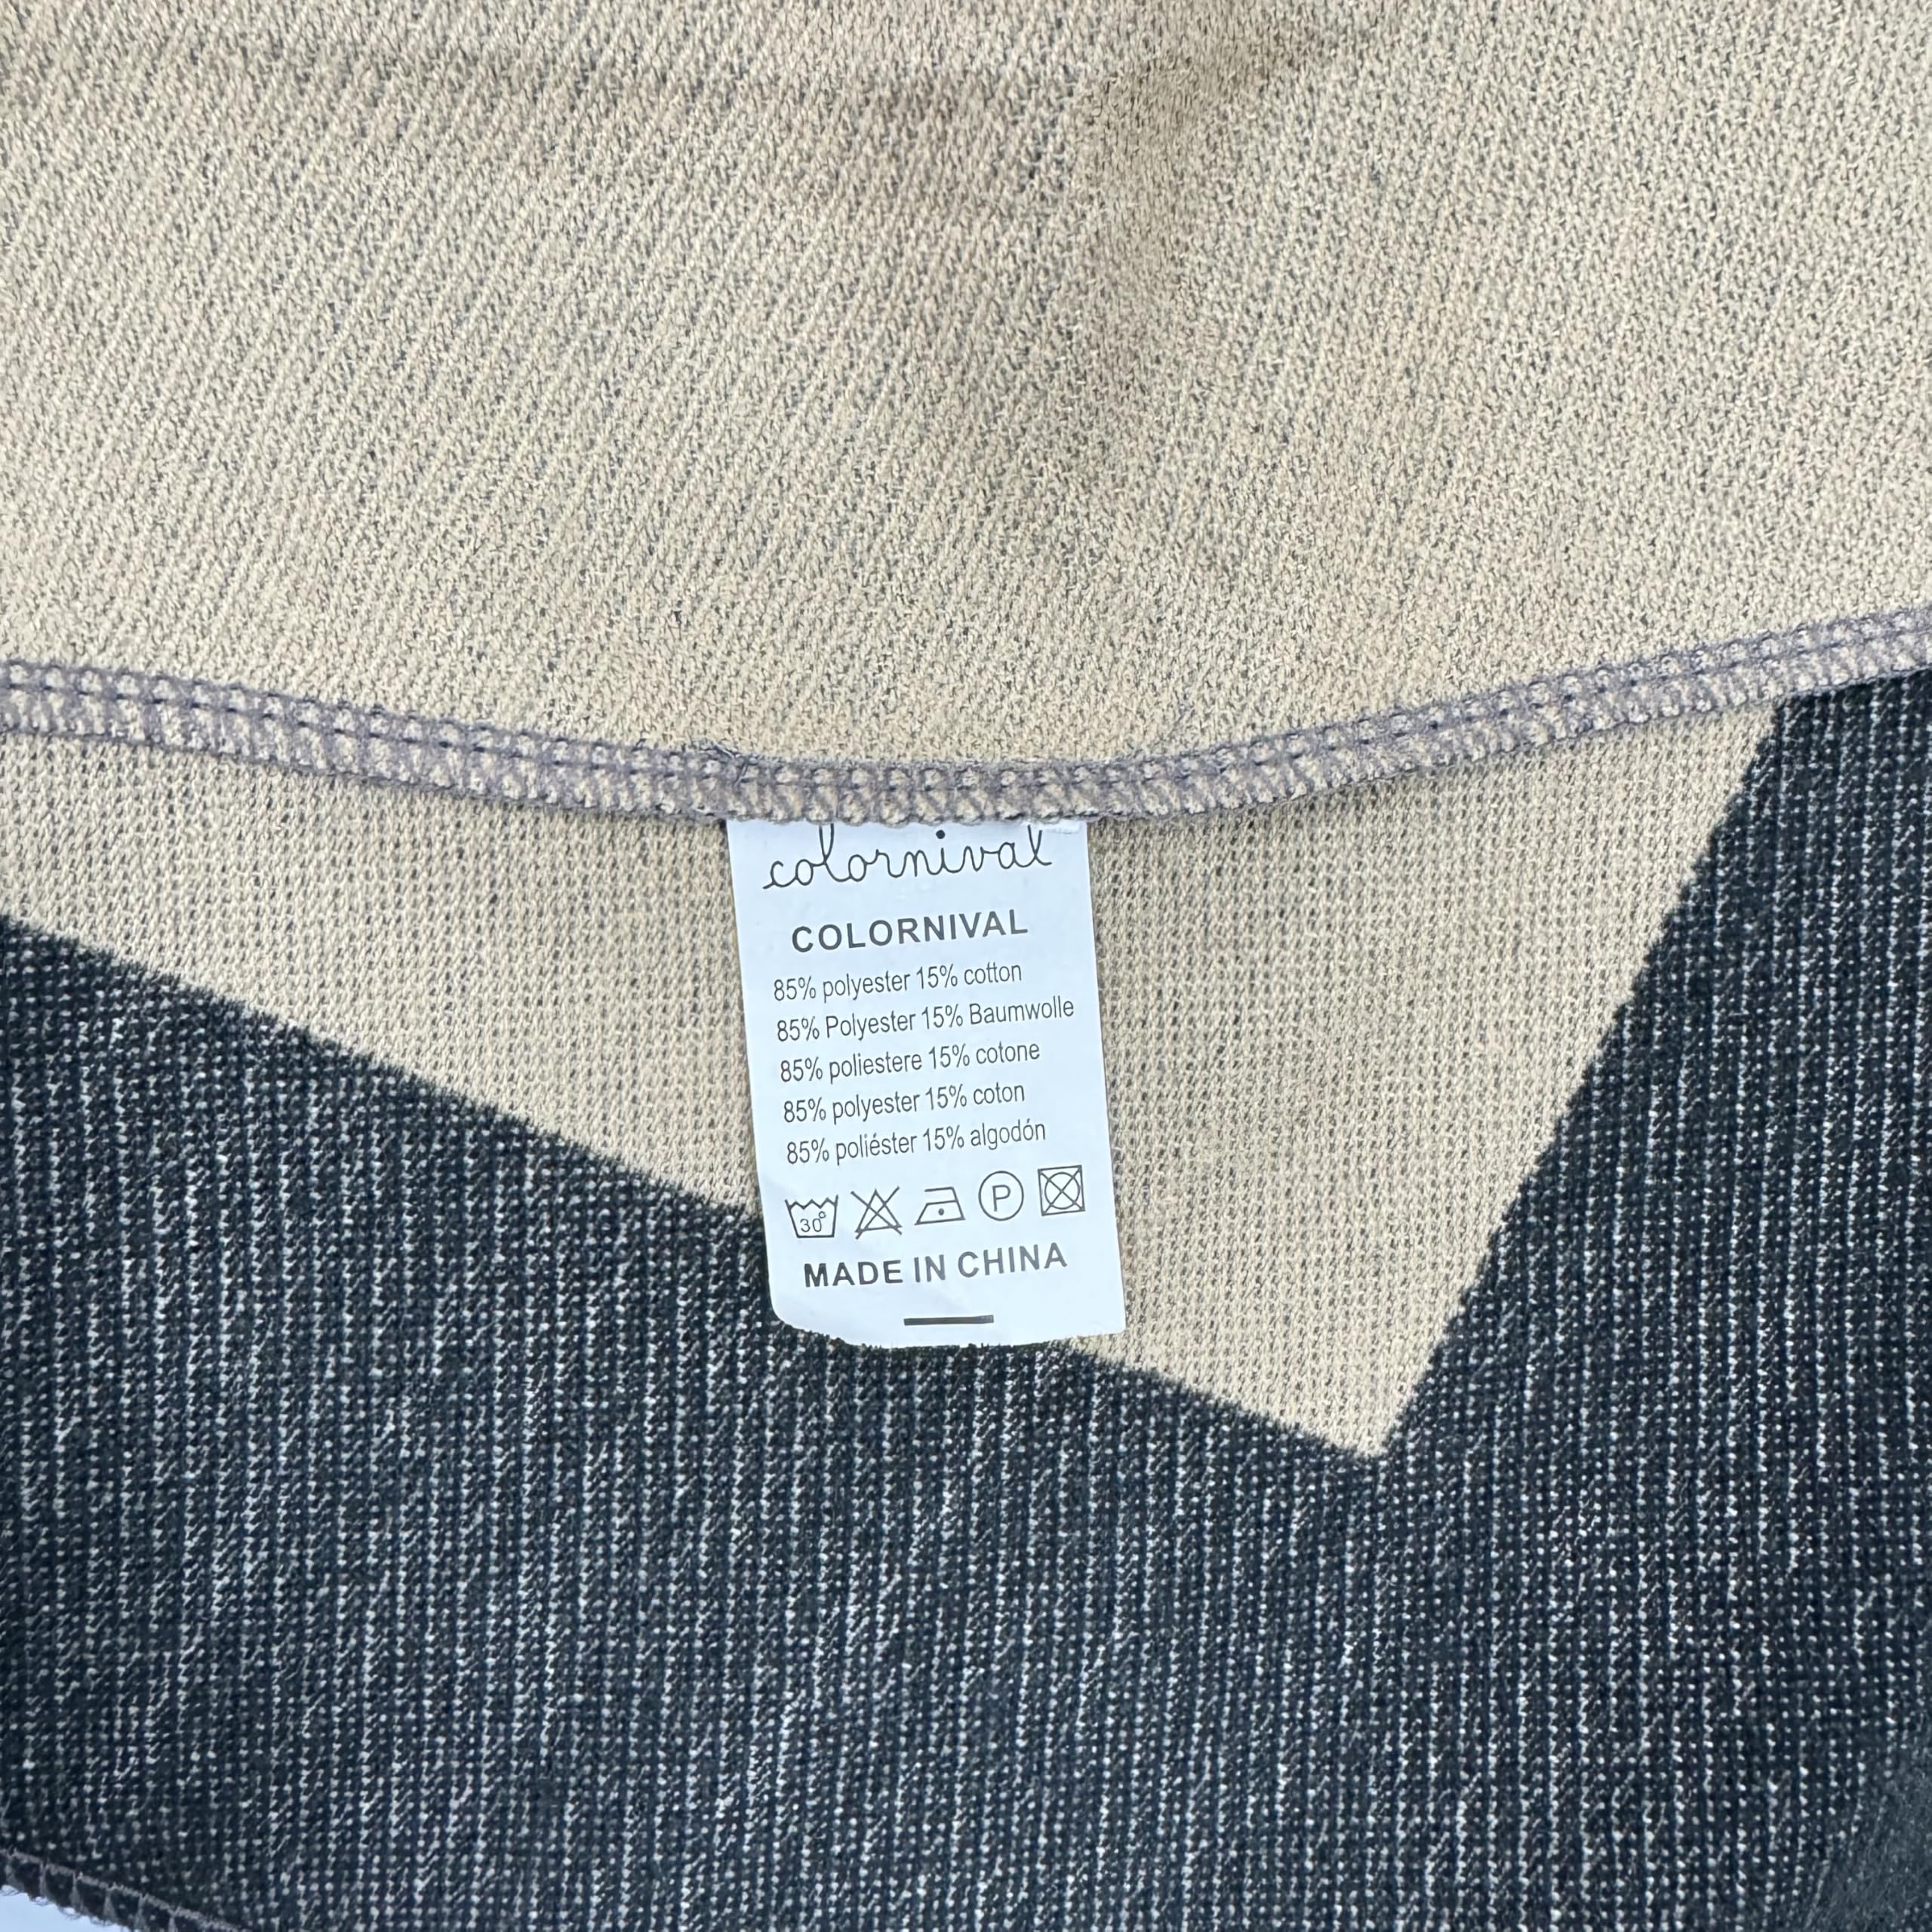 colornival
COLORNIVAL
85% polyester 15% cotton
85% Polyester 15% Baumwolle
85% poliestere 15% cotone
85% polyester 15% coton
85% poliéster 15% algodón
30° P
MADE IN CHINA